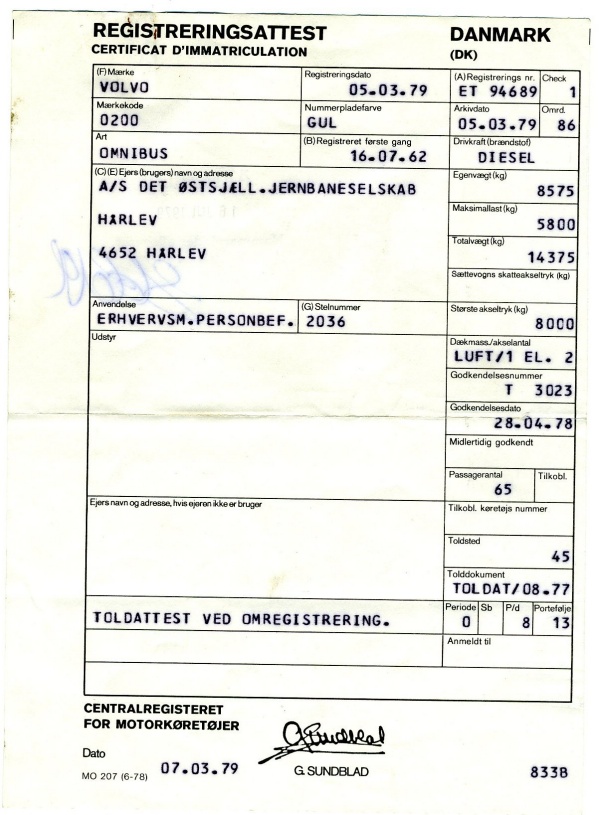 REGISTRERINGSATTEST
CERTIFICAT D'IMMATRICULATION
DANMARK
(DK)
(F) Mærke
VOLVO
Registreringsdato
05.03.79
(A) Registrerings nr.
ET 94689
Check
1
Mærkekode
0200
Nummerpladefarve
GUL
Arkivdato
05.03.79
Omrd.
86
Art
OMNIBUS
(B) Registreret første gang
16.07.62
Drivkraft (brændstof)
DIESEL
(C) (E) Ejers (brugers) navn og adresse
A/S DET ØSTSJÆLL.JERNBANESELSKAB
HARLEV
4652 HARLEV
Egenvægt (kg)
8575
Maksimallast (kg)
5800
Totalvægt (kg)
14375
Sættevogns skatteakseltryk (kg)
Anvendelse
ERHVERVSM.PERSONBEF.
(G) Stelnummer
2036
Største akseltryk (kg)
8000
Udstyr
Dækmass./akselantal
LUFT/1 EL. 2
Godkendelsesnummer
T 3023
Godkendelsesdato
28.04.78
Midlertidig godkendt
Passagerantal
65
Tilkobl.
Ejers navn og adresse, hvis ejeren ikke er bruger
Tilkobl. køretøjs nummer
Toldsted
45
Tolddokument
TOLDAT/08.77
TOLDATTEST VED OMREGISTRERING.
Periode
0
Sb
P/d
8
Portefølje
13
Anmeldt til
CENTRALREGISTERET
FOR MOTORKØRETØJER
Dato
07.03.79
MO 207 (6-78)
G. SUNDBLAD
833B